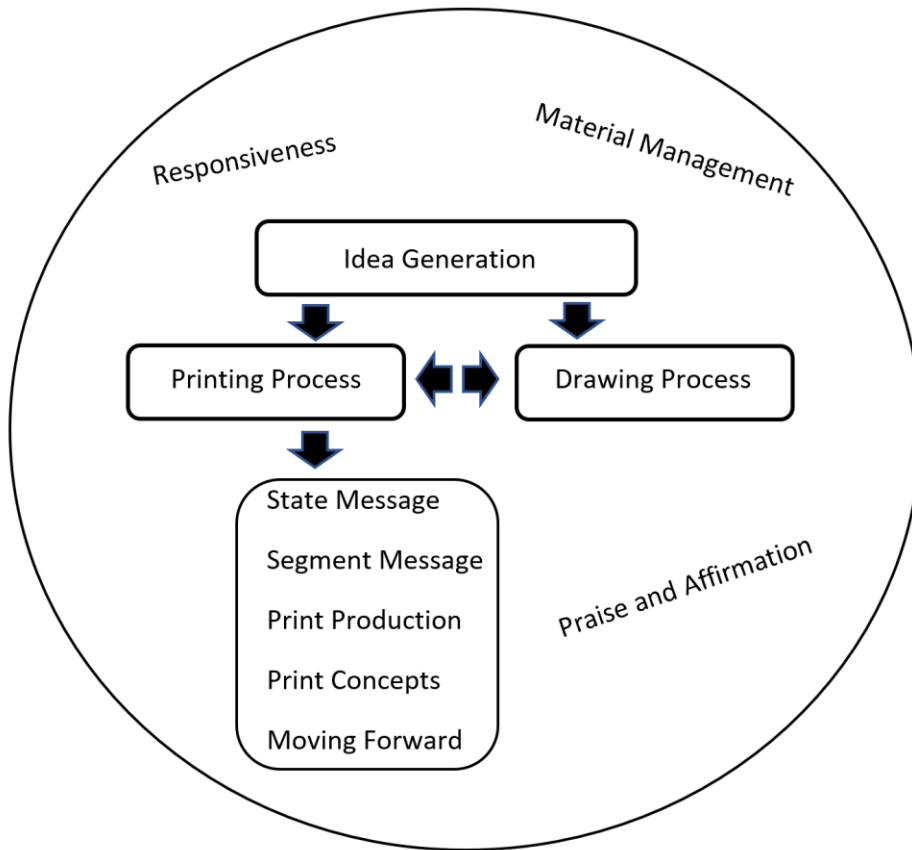 Responsiveness
Material Management
Idea Generation
Printing Process
Drawing Process
State Message
Segment Message
Print Production
Print Concepts
Moving Forward
Praise and Affirmation